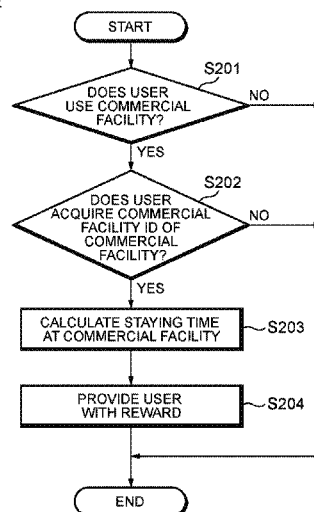 START
S201
DOES USER
USE COMMERCIAL
FACILITY?
NO
YES
S202
DOES USER
ACQUIRE COMMERCIAL
FACILITY ID OF
COMMERCIAL
FACILITY?
NO
YES
CALCULATE STAYING TIME
AT COMMERCIAL FACILITY
S203
PROVIDE USER
WITH REWARD
S204
END